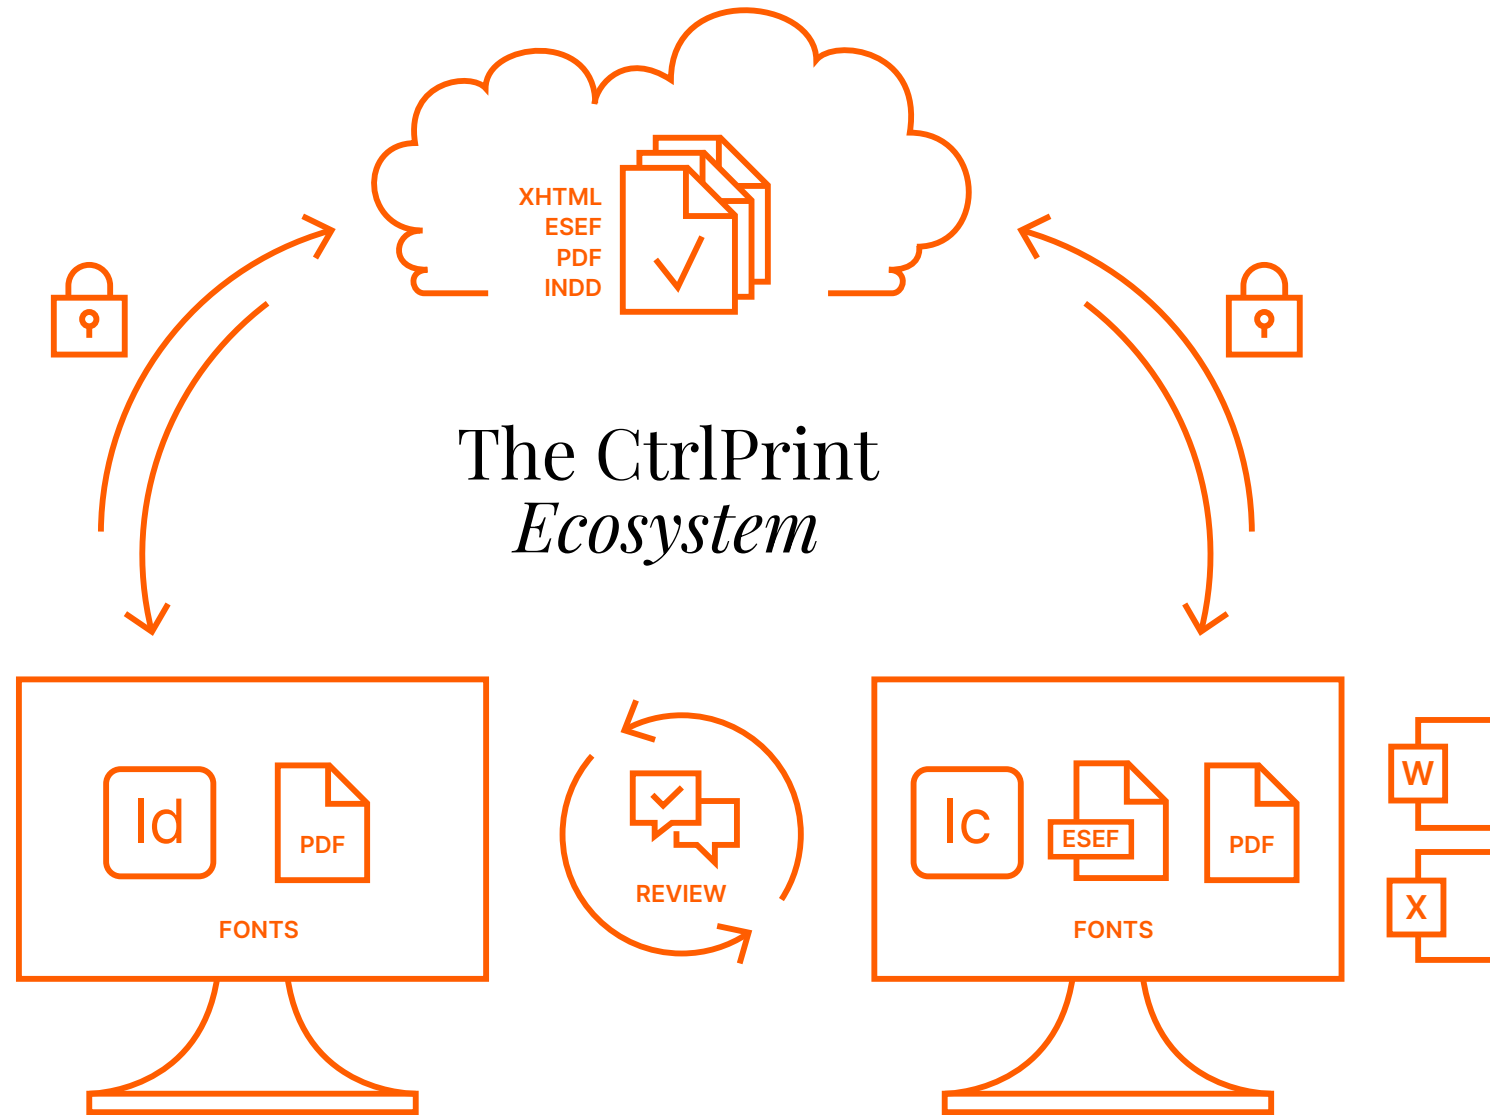 XHTML
ESEF
PDF
INDD
The CtrlPrint
Ecosystem
Id
PDF
FONTS
REVIEW
Ic
ESEF
PDF
FONTS
W
X